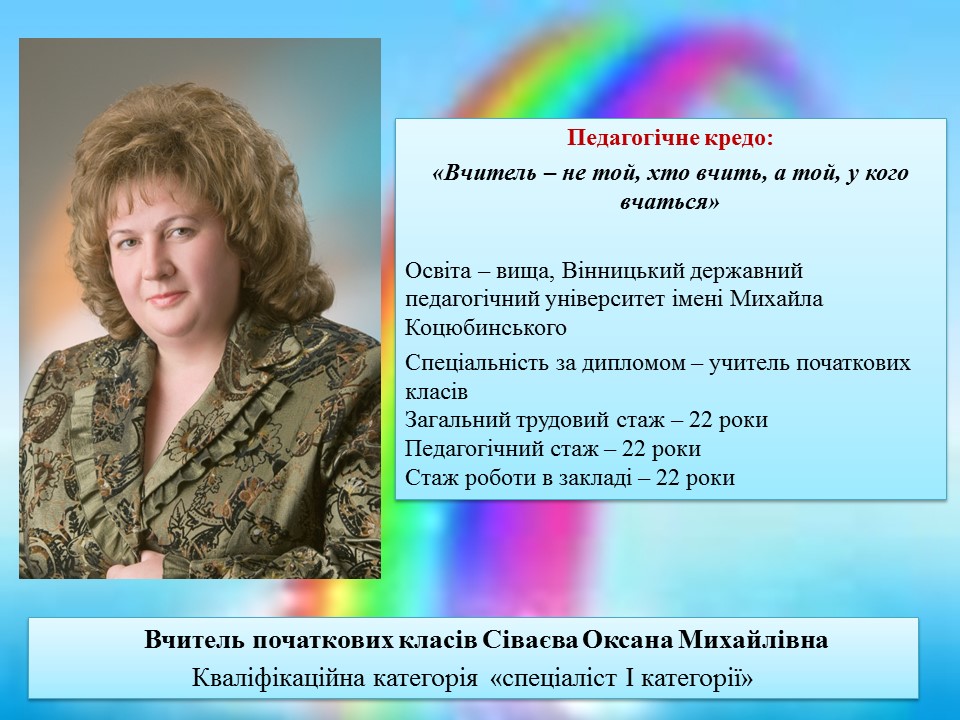 Педагогічне кредо:
«Вчитель – не той, хто вчить, а той, у кого
вчаться»
Освіта – вища, Вінницький державний
педагогічний університет імені Михайла
Коцюбинського
Спеціальність за дипломом – учитель початкових
класів
Загальний трудовий стаж – 22 роки
Педагогічний стаж – 22 роки
Стаж роботи в закладі – 22 роки
Вчитель початкових класів Сіваєва Оксана Михайлівна
Кваліфікаційна категорія «спеціаліст І категорії»